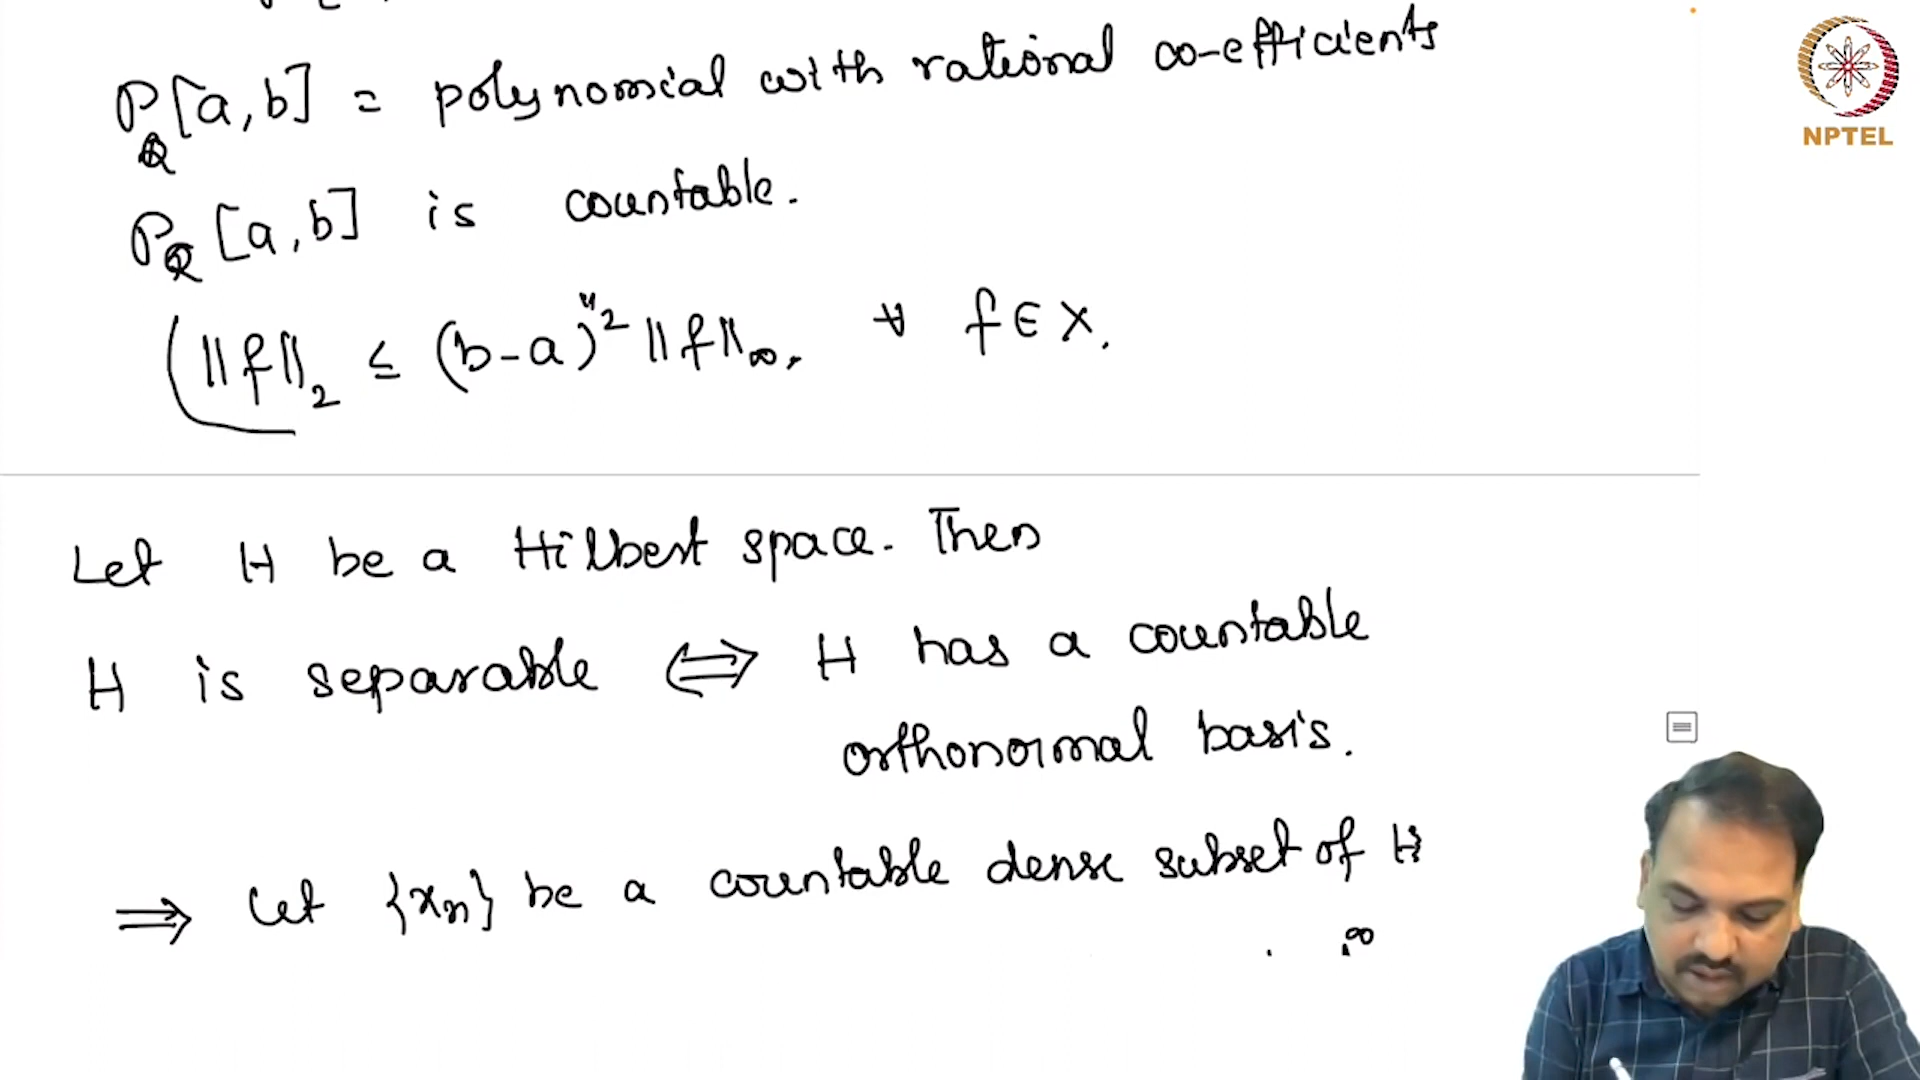 P_Q[a,b] = polynomial with rational co-efficients
NPTEL
P_Q[a,b] is countable.
(||f||_2 ≤ (b-a)^{1/2} ||f||_∞, ∀ f ∈ X.
Let H be a Hilbert space. Then
H is separable ⟺ H has a countable
orthonormal basis.
⟹ Let {x_n} be a countable dense subset of H